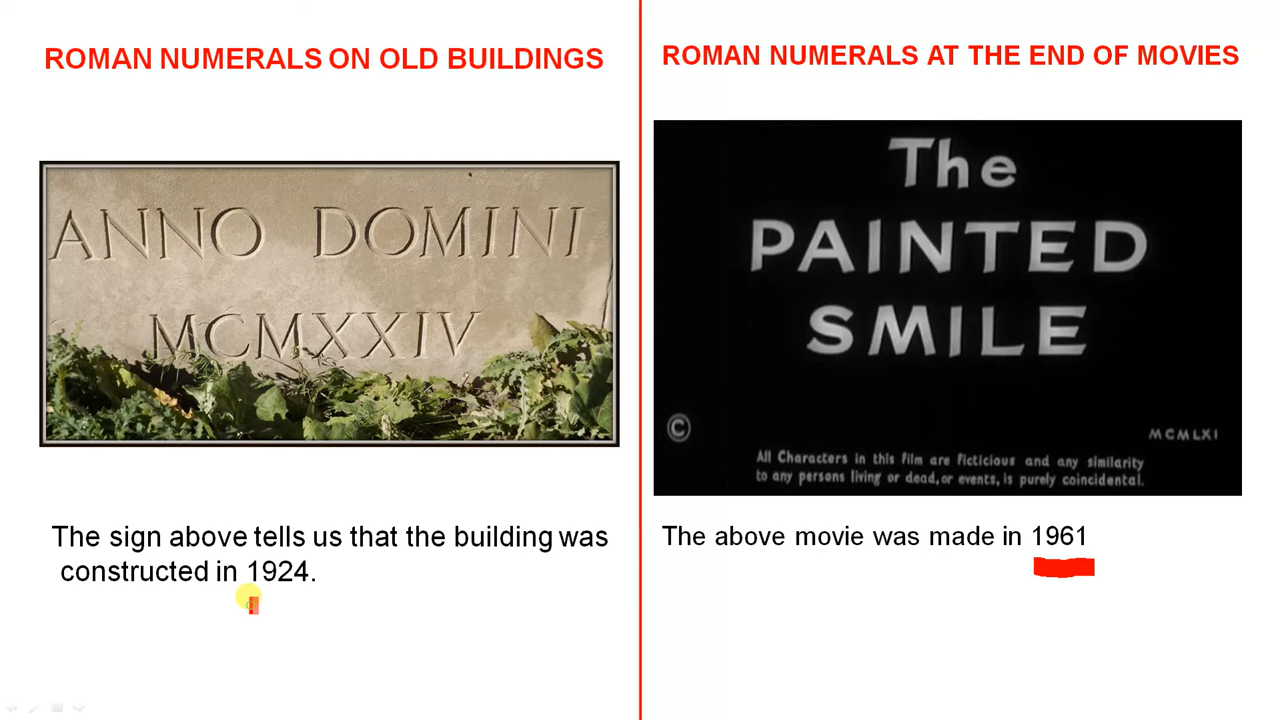 ROMAN NUMERALS ON OLD BUILDINGS
ANNO DOMINI
MCMXXIV
The sign above tells us that the building was
constructed in 1924.
ROMAN NUMERALS AT THE END OF MOVIES
The
PAINTED
SMILE
©
MCMLXI
All Characters in this film are ficticious and any similarity
to any persons living or dead, or events, is purely coincidental.
The above movie was made in 1961